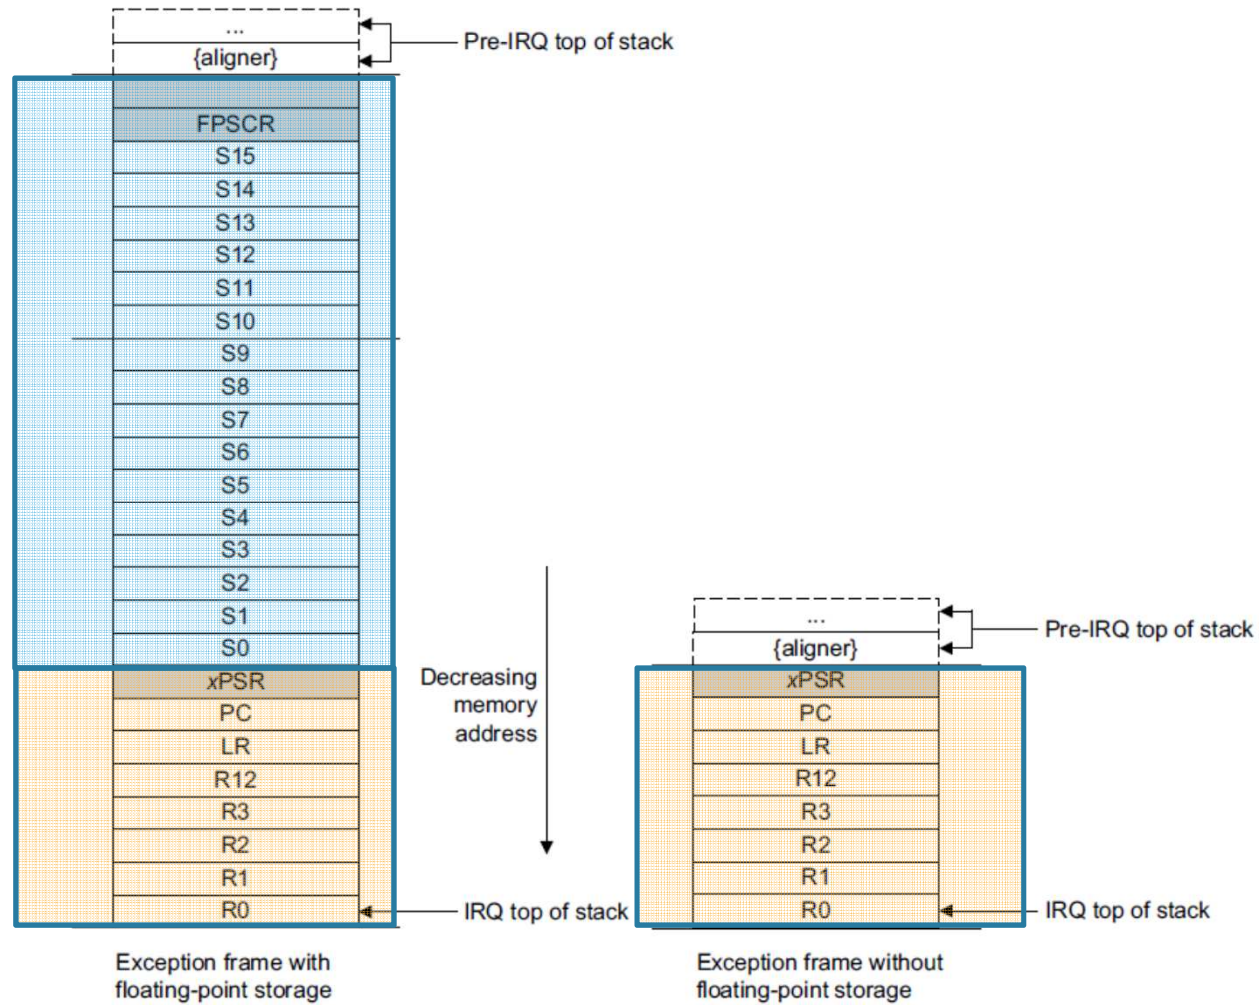 ...
{aligner}
Pre-IRQ top of stack
FPSCR
S15
S14
S13
S12
S11
S10
S9
S8
S7
S6
S5
S4
S3
S2
S1
S0
xPSR
PC
LR
R12
R3
R2
R1
R0
IRQ top of stack
Exception frame with
floating-point storage
Decreasing
memory
address
...
{aligner}
Pre-IRQ top of stack
xPSR
PC
LR
R12
R3
R2
R1
R0
IRQ top of stack
Exception frame without
floating-point storage